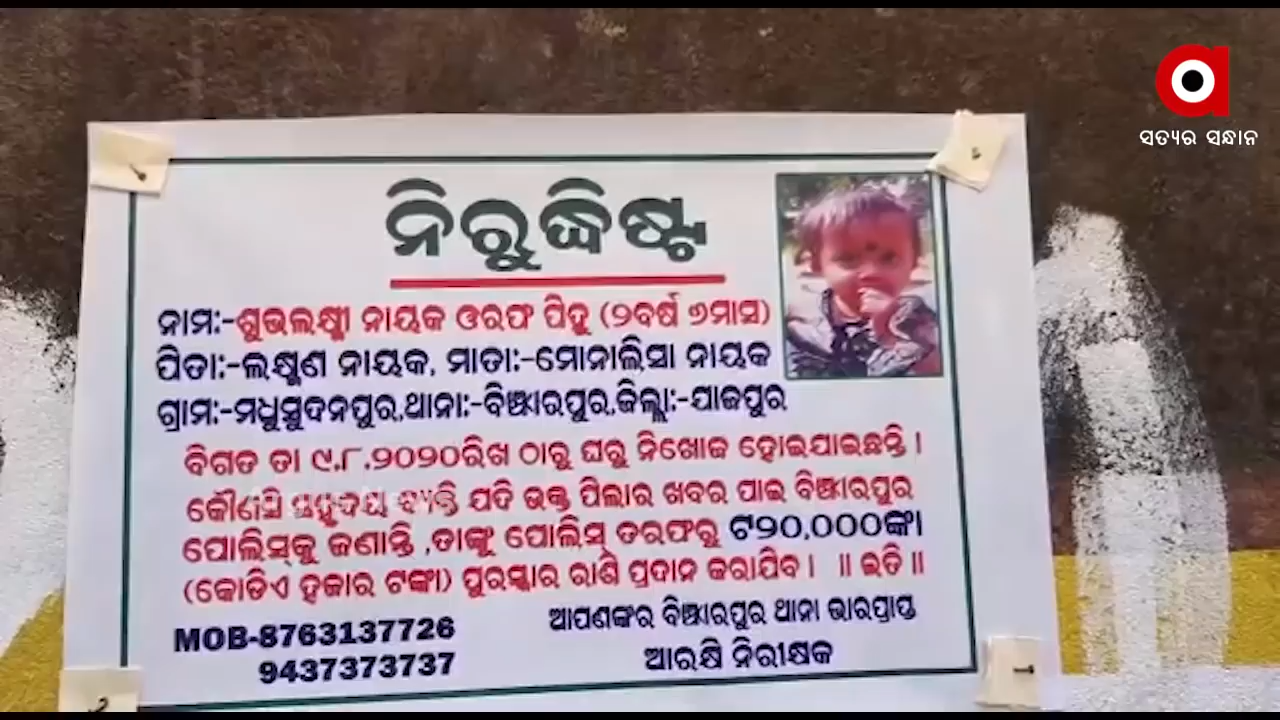 ସତ୍ୟର ସନ୍ଧାନ
ନିରୁଦ୍ଧିଷ୍ଟ
ନାମ:-ଶୁଭଲକ୍ଷ୍ମୀ ନାୟକ ଓରଫ ପିହୁ (୨ବର୍ଷ ୬ମାସ)
ପିତା:-ଲକ୍ଷ୍ମଣ ନାୟକ, ମାତା:-ମୋନାଲିସା ନାୟକ
ଗ୍ରାମ:-ମଧୁସୁଦନପୁର,ଥାନା:-ବିଞ୍ଝାରପୁର,ଜିଲ୍ଲା:-ଯାଜପୁର
ବିଗତ ତା ୯.୮.୨୦୨୦ରିଖ ଠାରୁ ଘରୁ ନିଖୋଜ ହୋଇଯାଇଛନ୍ତି ।
କୌଣସି ସହୃଦୟ ବ୍ୟକ୍ତି ଯଦି ଉକ୍ତ ପିଲାର ଖବର ପାଇ ବିଞ୍ଝାରପୁର
ପୋଲିସ୍‌କୁ ଜଣାନ୍ତି ,ତାଙ୍କୁ ପୋଲିସ୍ ତରଫରୁ ଟ୨୦,୦୦୦ଙ୍କା
(କୋଡିଏ ହଜାର ଟଙ୍କା) ପୁରସ୍କାର ରାଶି ପ୍ରଦାନ କରାଯିବ। ॥ ଇତି ॥
MOB-8763137726
9437373737
ଆପଣଙ୍କର ବିଞ୍ଝାରପୁର ଥାନା ଭାରପ୍ରାପ୍ତ
ଆରକ୍ଷି ନିରୀକ୍ଷକ